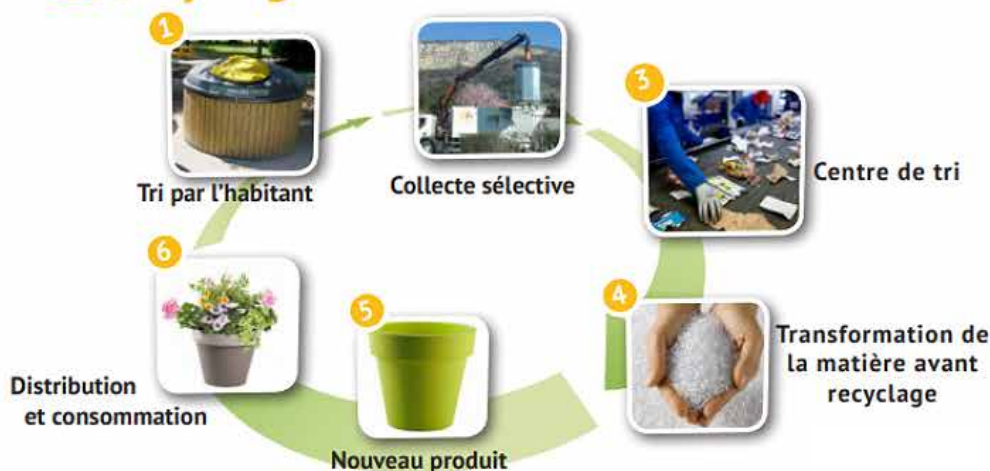 1
Tri par l'habitant
Collecte sélective
3
Centre de tri
4
Transformation de
la matière avant
recyclage
5
Nouveau produit
6
Distribution
et consommation